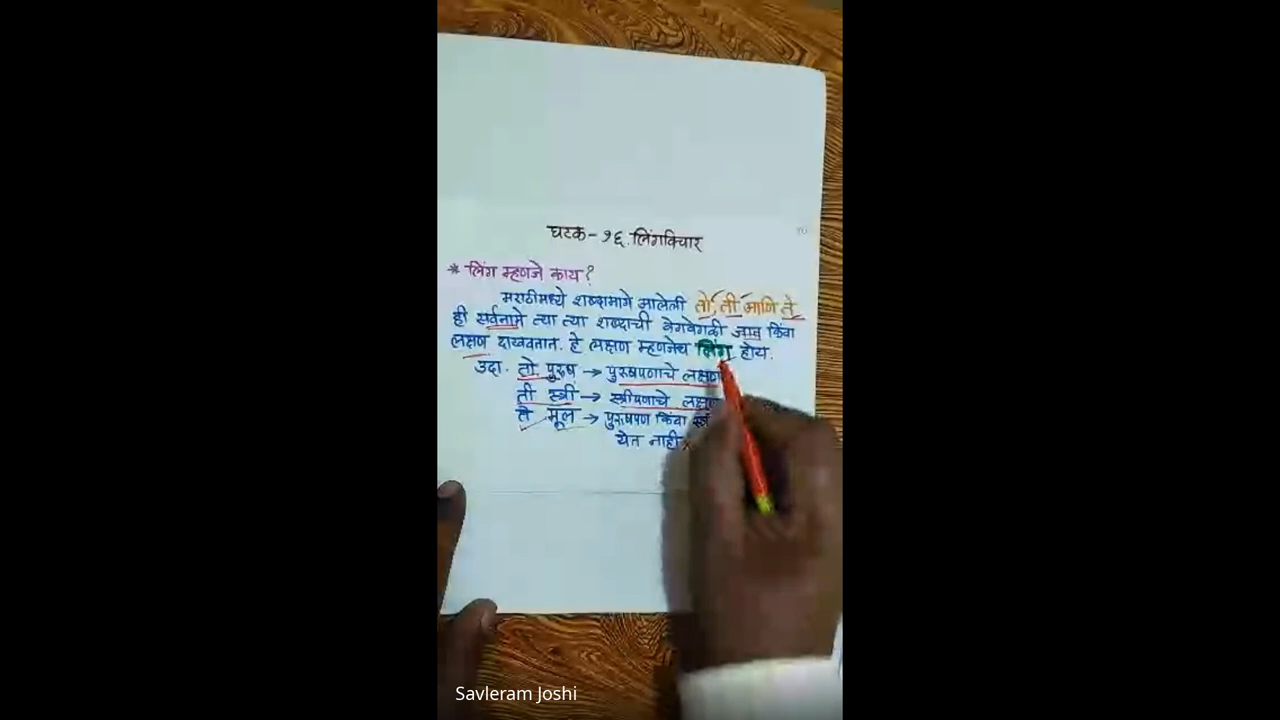 घटक - १६. लिंगविचार
* लिंग म्हणजे काय?
मराठीमध्ये शब्दामागे आलेली तो, ती आणि ते
ही सर्वनामे त्या त्या शब्दाची वेगवेगळी जात किंवा
लक्षण दाखवतात. हे लक्षण म्हणजेच लिंग होय.
उदा. तो पुरुष → पुरुषपणाचे लक्षण
ती स्त्री → स्त्रीपणाचे लक्षण
ते मूल → पुरुषपण किंवा
येत नाही
Savleram Joshi